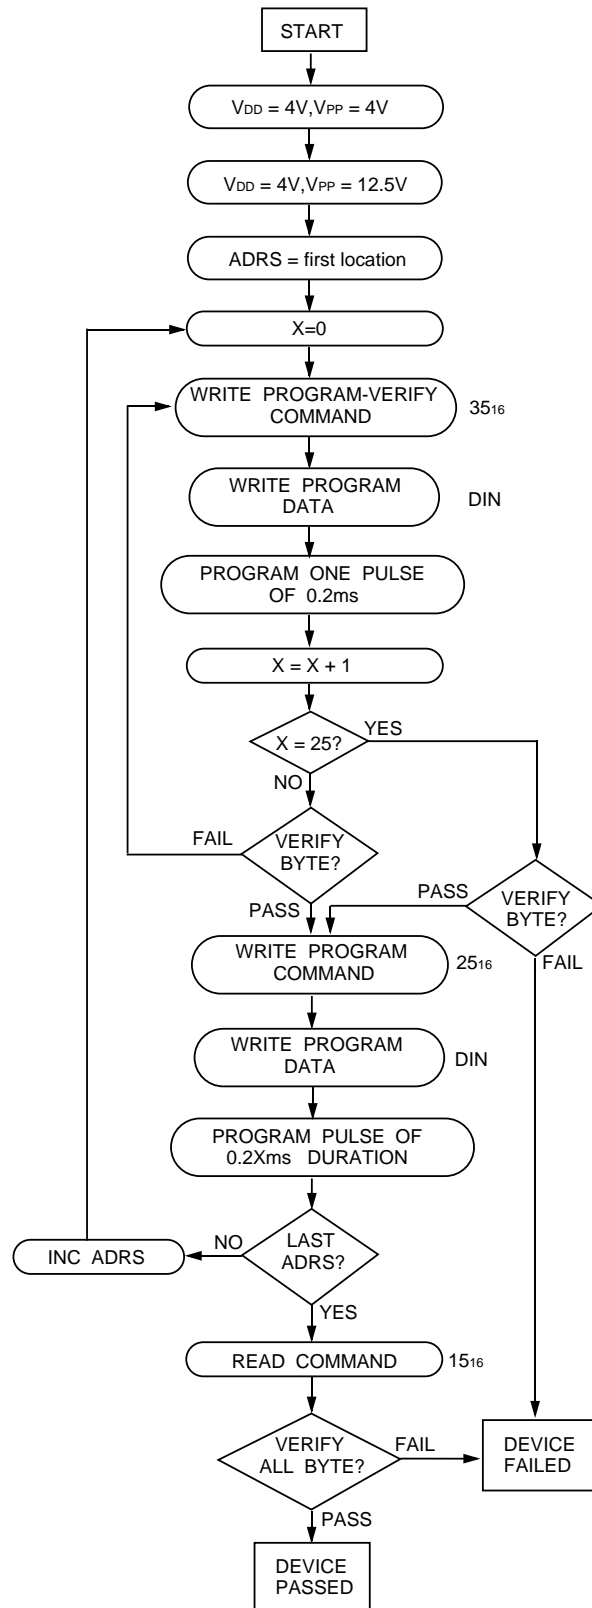 START
VDD = 4V,VPP = 4V
VDD = 4V,VPP = 12.5V
ADRS = first location
X=0
WRITE PROGRAM-VERIFY
COMMAND
3516
WRITE PROGRAM
DATA
DIN
PROGRAM ONE PULSE
OF 0.2ms
X = X + 1
X = 25?
YES
NO
FAIL
VERIFY
BYTE?
PASS
PASS
VERIFY
BYTE?
FAIL
WRITE PROGRAM
COMMAND
2516
WRITE PROGRAM
DATA
DIN
PROGRAM PULSE OF
0.2Xms DURATION
INC ADRS
NO
LAST
ADRS?
YES
READ COMMAND
1516
VERIFY
ALL BYTE?
FAIL
DEVICE
FAILED
PASS
DEVICE
PASSED